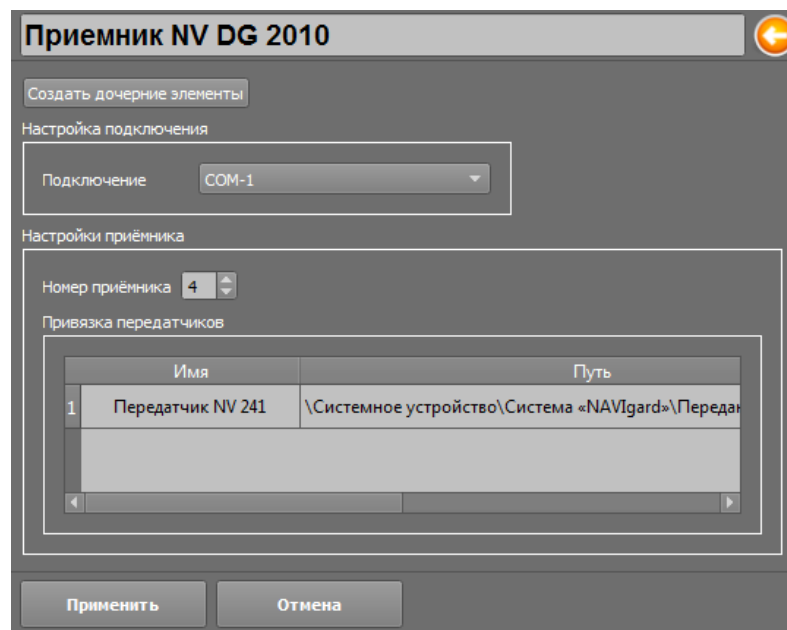 Приемник NV DG 2010
Создать дочерние элементы
Настройка подключения
Подключение COM-1
Настройки приёмника
Номер приёмника 4
Привязка передатчиков
Имя Путь
1 Передатчик NV 241 \Системное устройство\Система «NAVIgard»\Передач
Применить Отмена